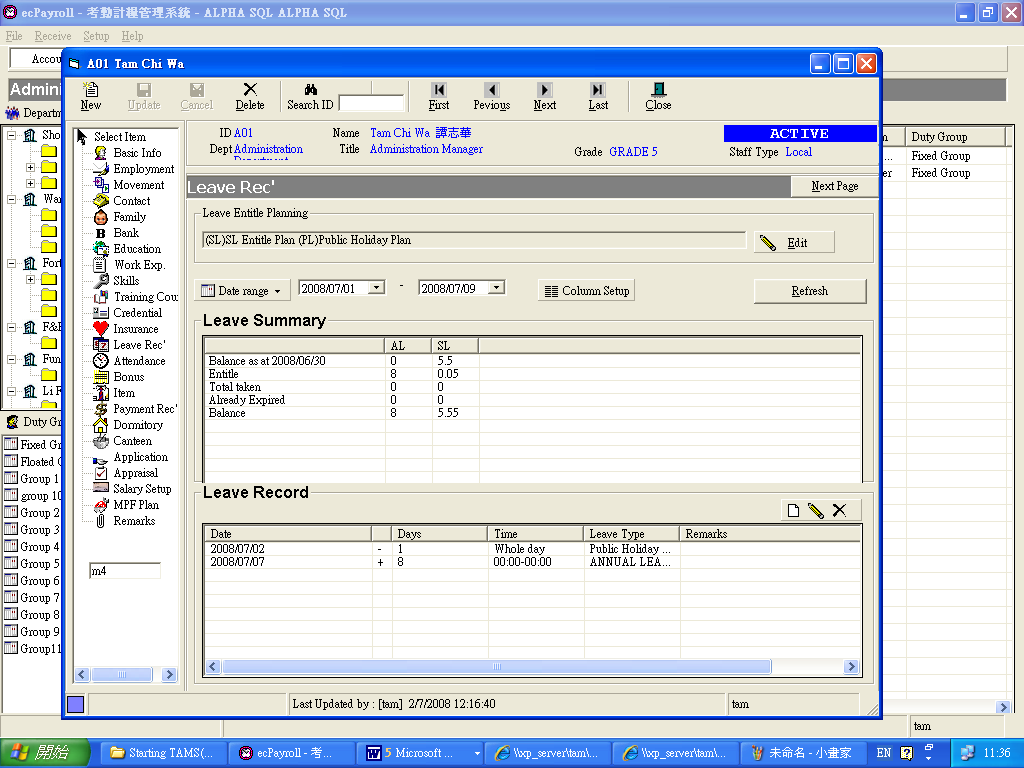 ecPayroll - 考勤計糧管理系統 - ALPHA SQL ALPHA SQL
File Receive Setup Help
A01 Tam Chi Wa
New Update Cancel Delete Search ID First Pevious Next Last Close
Select Item
Basic Info
Employment
Movement
Contact
Family
Bank
Education
Work Exp.
Skills
Training Cou
Credential
Insurance
Leave Rec'
Attendance
Bonus
Item
Payment Rec'
Dormitory
Canteen
Application
Appraisal
Salary Setup
MPF Plan
Remarks
m4
ID A01 Name Tam Chi Wa 譚志華 ACTIVE
Dept Administration Title Administration Manager Grade GRADE 5 Staff Type Local
Leave Rec' Next Page
Leave Entitle Planning
(SL)SL Entitle Plan (PL)Public Holiday Plan Edit
Date range 2008/07/01 - 2008/07/09 Column Setup Refresh
Leave Summary
AL SL
Balance as at 2008/06/30 0 5.5
Entitle 8 0.05
Total taken 0 0
Already Expired 0 0
Balance 8 5.55
Leave Record
Date Days Time Leave Type Remarks
2008/07/02 - 1 Whole day Public Holiday ...
2008/07/07 + 8 00:00-00:00 ANNUAL LEA...
Last Updated by : [tam] 2/7/2008 12:16:40 tam
Duty Group
Fixed Group
Fixed Group
Accou
Admini
Departm
Sho
Wa
Fort
F&B
Fun
Li F
Duty Gr
Fixed Gr
Floated
Group 1
group 10
Group 2
Group 3
Group 4
Group 5
Group 6
Group 7
Group 8
Group 9
Group11
tam
開始 Starting TAMS(... ecPayroll - 考... 5 Microsoft ... \\xp_server\tam\... \\xp_server\tam\... 未命名 - 小畫家 EN 11:36